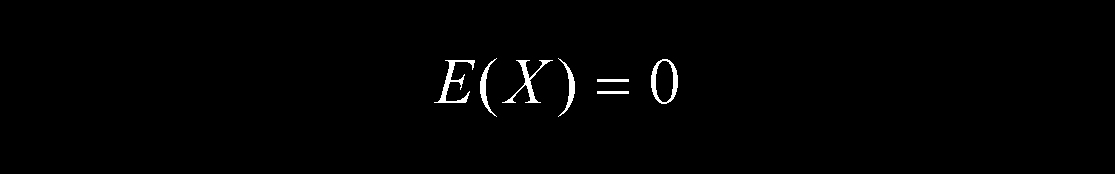 E(X) = 0